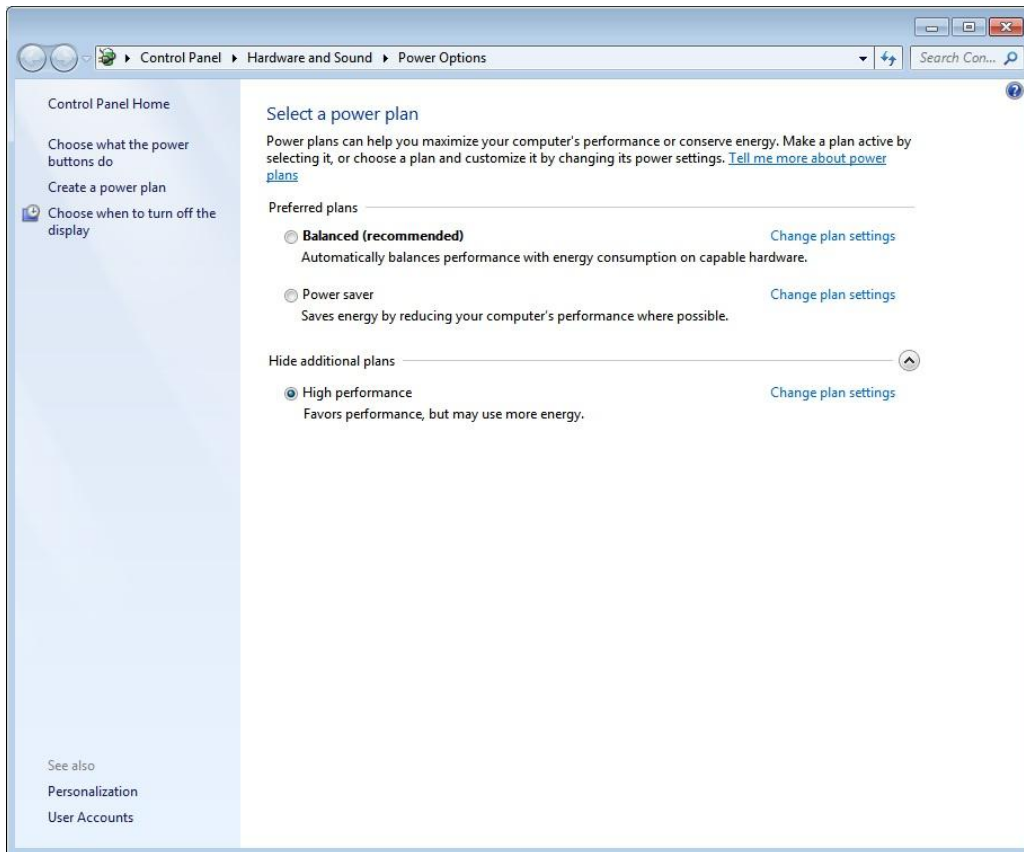 Control Panel Hardware and Sound Power Options
Search Con...
Control Panel Home
Choose what the power
buttons do
Create a power plan
Choose when to turn off the
display
Select a power plan
Power plans can help you maximize your computer's performance or conserve energy. Make a plan active by
selecting it, or choose a plan and customize it by changing its power settings. Tell me more about power
plans
Preferred plans
Balanced (recommended) Change plan settings
Automatically balances performance with energy consumption on capable hardware.
Power saver Change plan settings
Saves energy by reducing your computer's performance where possible.
Hide additional plans
High performance Change plan settings
Favors performance, but may use more energy.
See also
Personalization
User Accounts